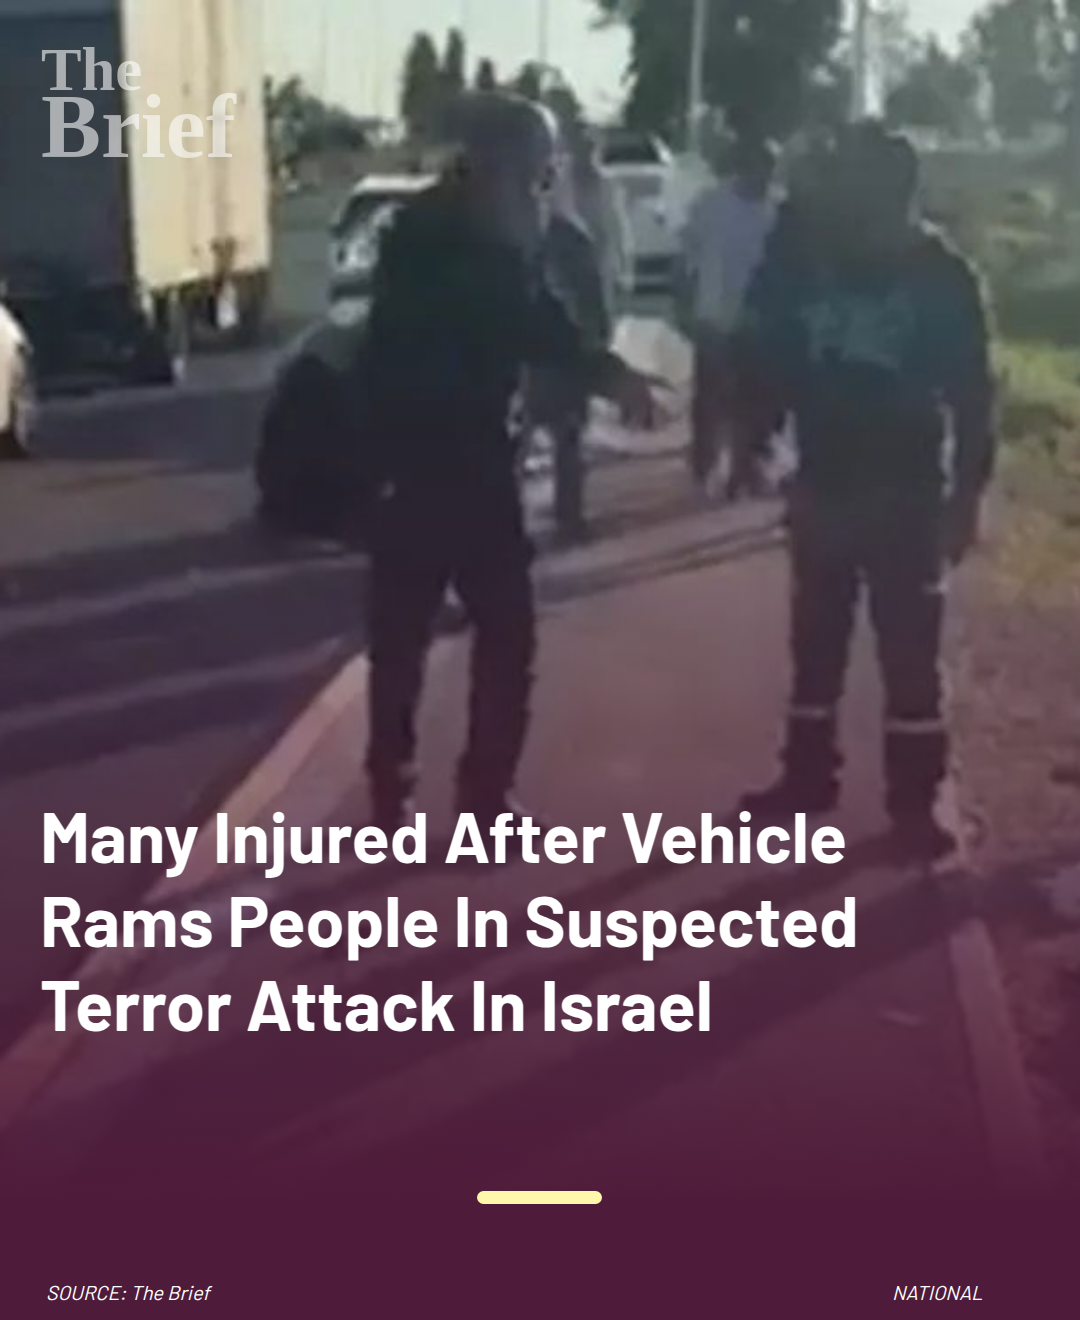 The
Brief
Many Injured After Vehicle
Rams People In Suspected
Terror Attack In Israel
SOURCE: The Brief
NATIONAL